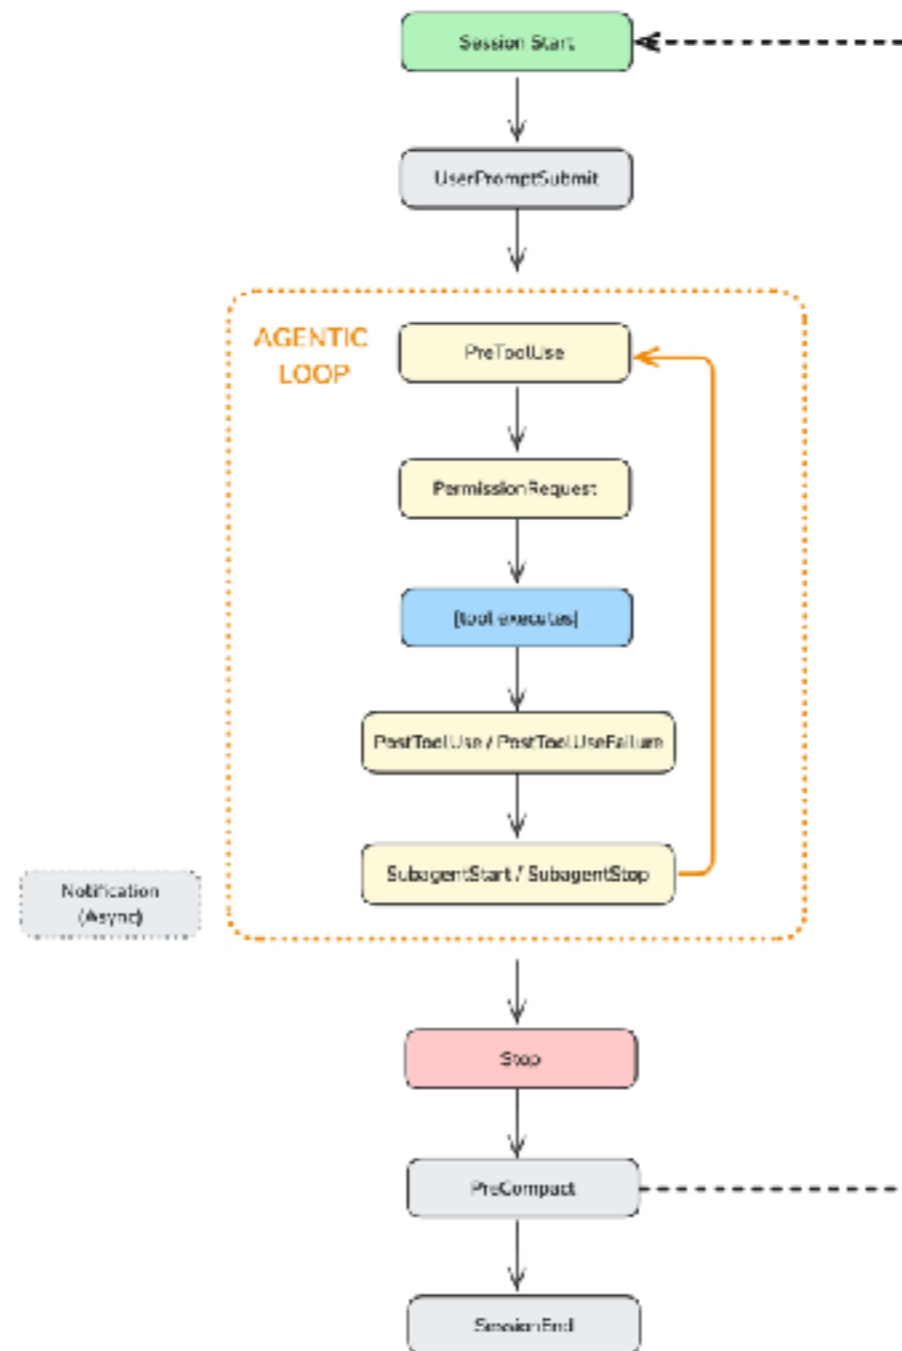 Session Start
UserPromptSubmit
AGENTIC
LOOP
PreToolUse
PermissionRequest
[tool executes]
PostToolUse / PostToolUseFailure
SubagentStart / SubagentStop
Notification
(Async)
Stop
PreCompact
SessionEnd